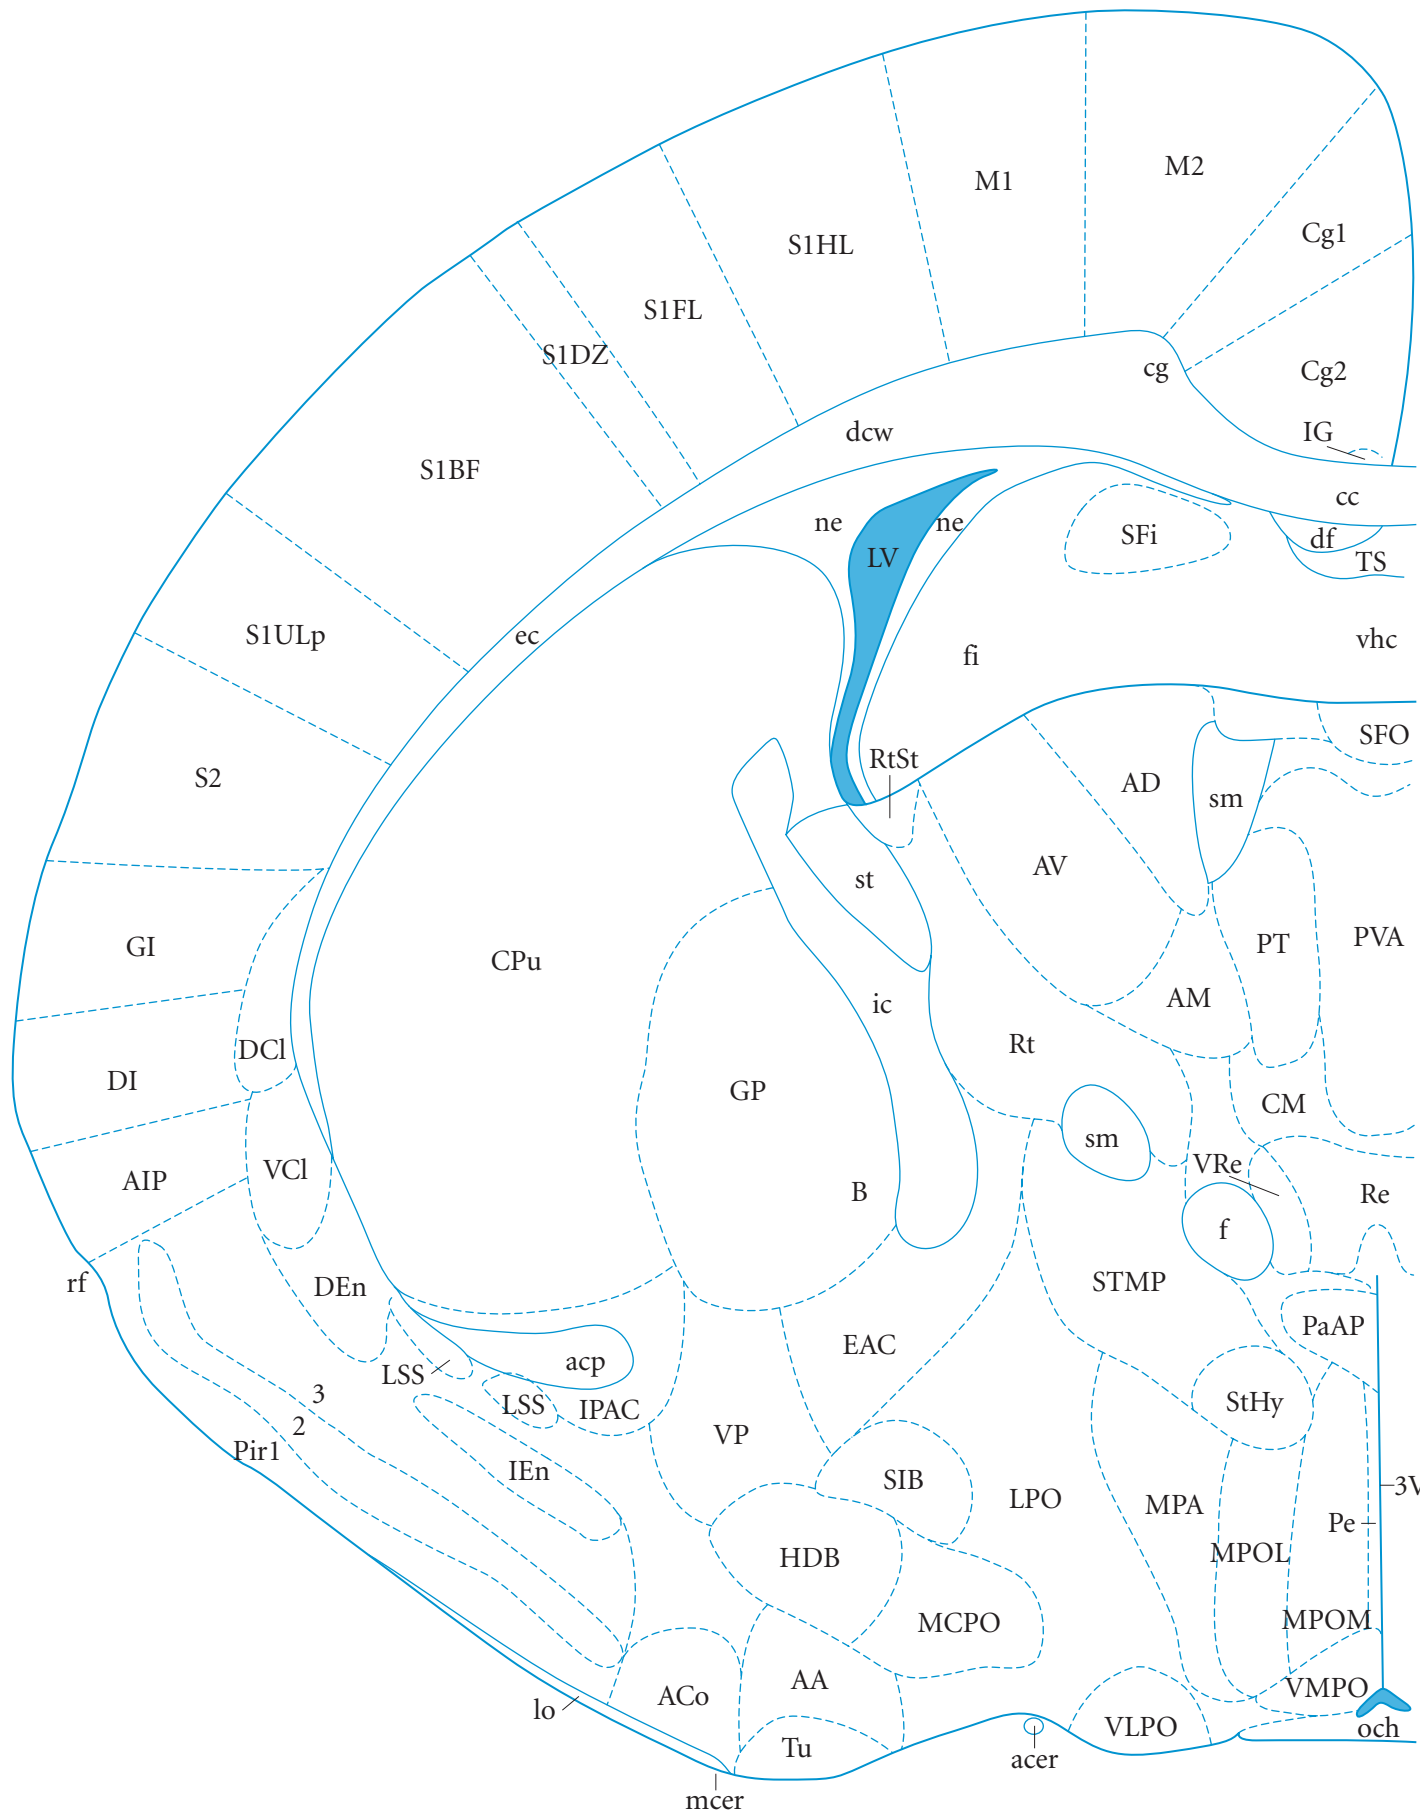 M2
M1
Cg1
S1HL
S1FL
S1DZ
cg
Cg2
dcw
IG
S1BF
cc
ne
ne
SFi
df
LV
TS
S1ULp
ec
fi
vhc
SFO
RtSt
S2
AD
sm
AV
st
GI
CPu
PT
PVA
ic
AM
DCl
Rt
DI
GP
CM
sm
VCl
VRe
AIP
B
Re
f
rf
DEn
STMP
PaAP
EAC
acp
LSS
3
LSS
IPAC
StHy
2
VP
Pir1
IEn
SIB
LPO
3V
MPA
Pe
HDB
MPOL
MCPO
MPOM
AA
VMPO
ACo
lo
VLPO
och
Tu
acer
mcer